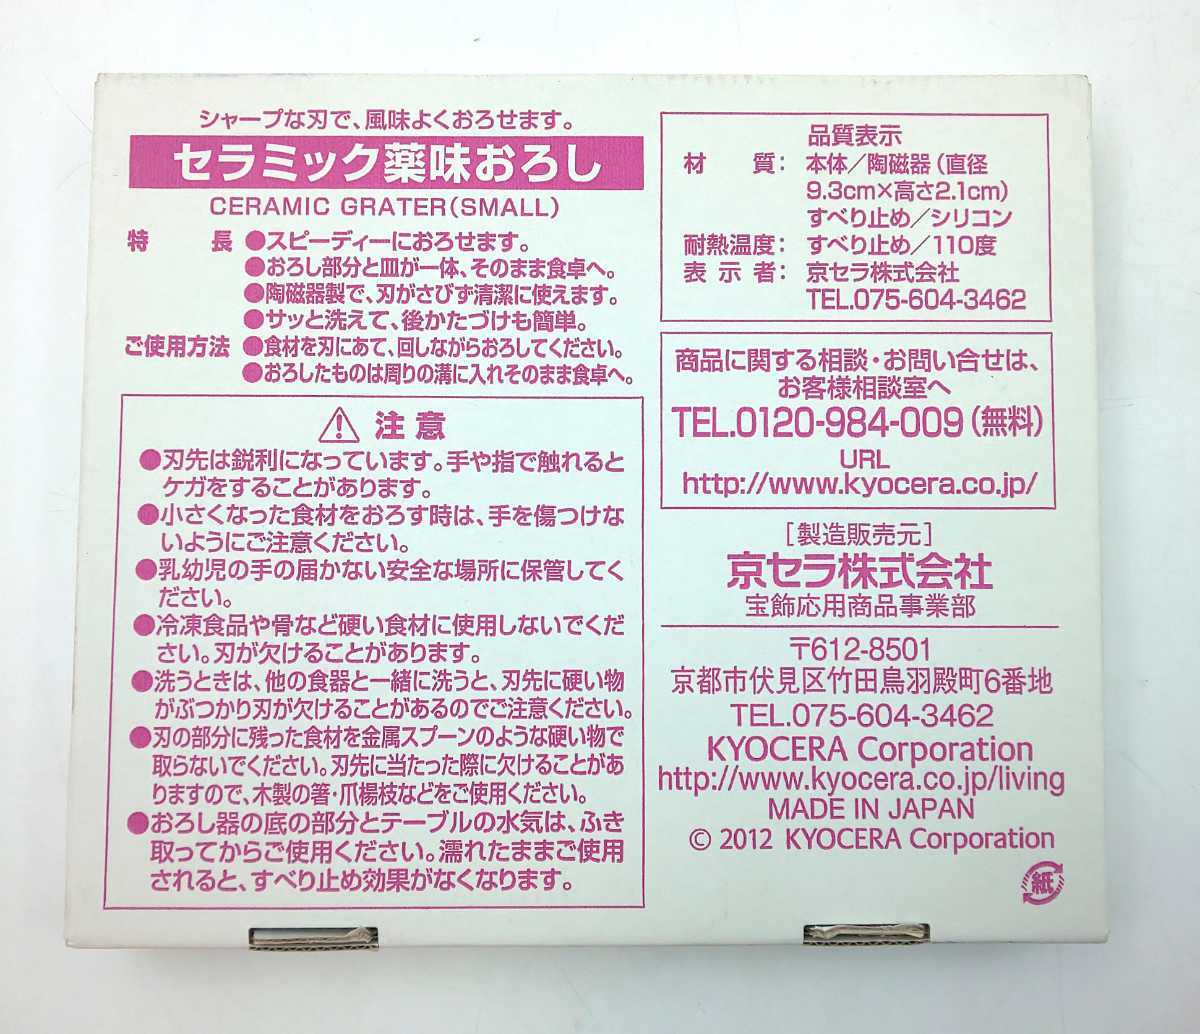 シャープな刃で、風味よくおろせます。
セラミック薬味おろし
CERAMIC GRATER(SMALL)
特長 ●スピーディーにおろせます。
●おろし部分と皿が一体、そのまま食卓へ。
●陶磁器製で、刃がさびず清潔に使えます。
●サッと洗えて、後かたづけも簡単。
ご使用方法 ●食材を刃にあて、回しながらおろしてください。
●おろしたものは周りの溝に入れそのまま食卓へ。
注意
●刃先は鋭利になっています。手や指で触れると
ケガをすることがあります。
●小さくなった食材をおろす時は、手を傷つけな
いようにご注意ください。
●乳幼児の手の届かない安全な場所に保管してく
ださい。
●冷凍食品や骨など硬い食材に使用しないでくだ
さい。刃が欠けることがあります。
●洗うときは、他の食器と一緒に洗うと、刃先に硬い物
がぶつかり刃が欠けることがあるのでご注意ください。
●刃の部分に残った食材を金属スプーンのような硬い物で
取らないでください。刃先に当たった際に欠けることがあ
りますので、木製の箸・爪楊枝などをご使用ください。
●おろし器の底の部分とテーブルの水気は、ふき
取ってからご使用ください。濡れたままご使用
されると、すべり止め効果がなくなります。
品質表示
材質： 本体／陶磁器（直径
9.3cm×高さ2.1cm）
すべり止め／シリコン
耐熱温度： すべり止め／110度
表示者： 京セラ株式会社
TEL.075-604-3462
商品に関する相談・お問い合せは、
お客様相談室へ
TEL.0120-984-009（無料）
URL
http://www.kyocera.co.jp/
［製造販売元］
京セラ株式会社
宝飾応用商品事業部
〒612-8501
京都市伏見区竹田鳥羽殿町6番地
TEL.075-604-3462
KYOCERA Corporation
http://www.kyocera.co.jp/living
MADE IN JAPAN
© 2012 KYOCERA Corporation
紙